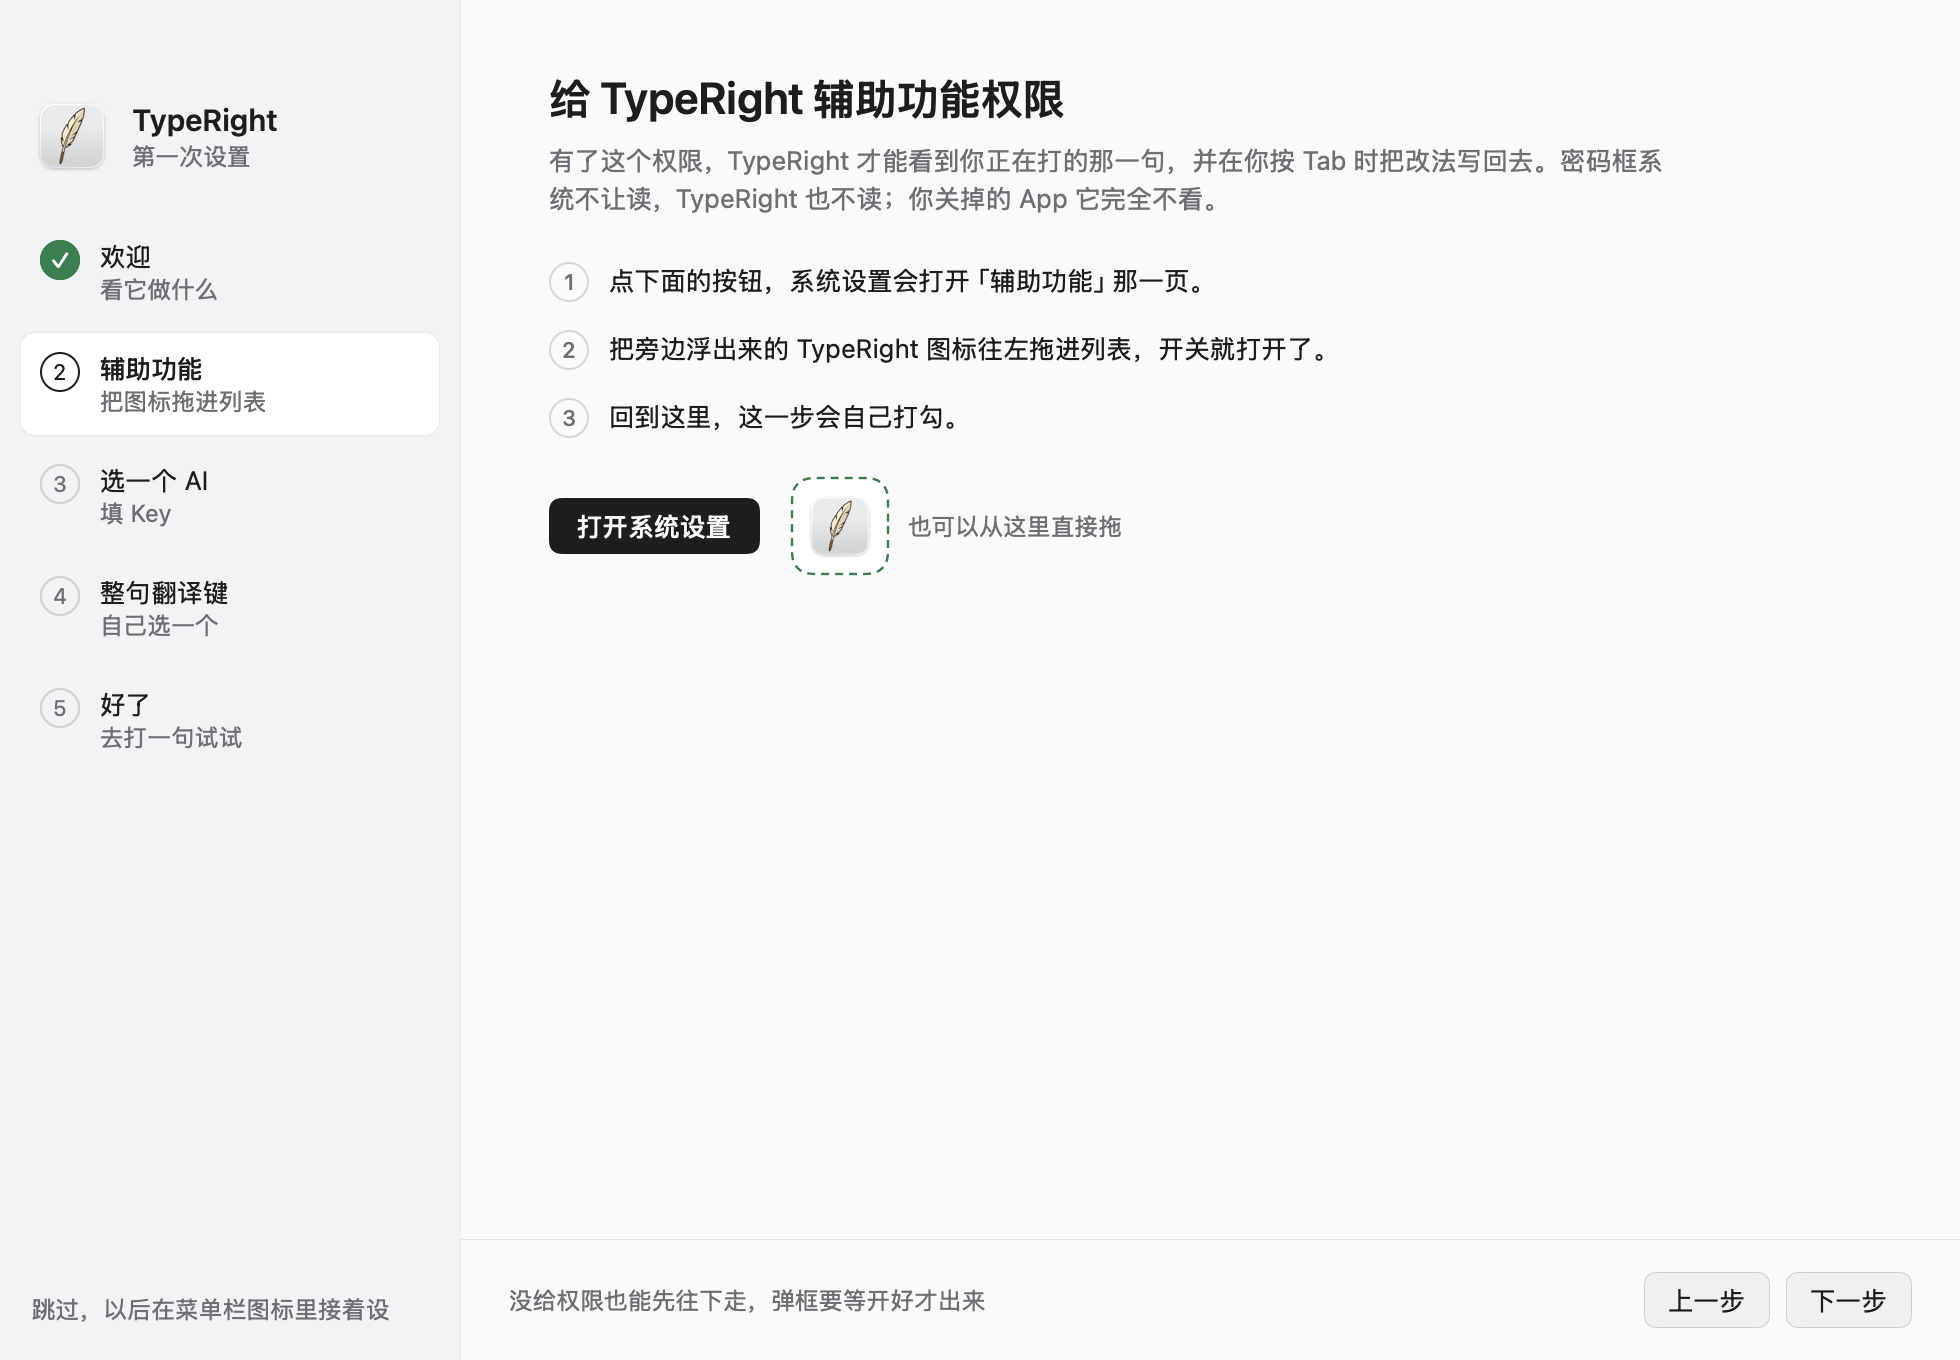 TypeRight
第一次设置
欢迎
看它做什么
2
辅助功能
把图标拖进列表
3
选一个 AI
填 Key
4
整句翻译键
自己选一个
5
好了
去打一句试试
跳过，以后在菜单栏图标里接着设
给 TypeRight 辅助功能权限
有了这个权限，TypeRight 才能看到你正在打的那一句，并在你按 Tab 时把改法写回去。密码框系
统不让读，TypeRight 也不读；你关掉的 App 它完全不看。
1 点下面的按钮，系统设置会打开「辅助功能」那一页。
2 把旁边浮出来的 TypeRight 图标往左拖进列表，开关就打开了。
3 回到这里，这一步会自己打勾。
打开系统设置
也可以从这里直接拖
没给权限也能先往下走，弹框要等开好才出来
上一步
下一步